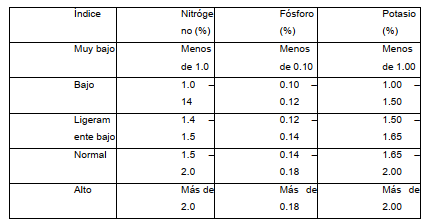 Índice Nitróge Fósforo Potasio
no (%) (%) (%)
Muy bajo Menos Menos Menos
de 1.0 de 0.10 de 1.00
Bajo 1.0 – 0.10 – 1.00 –
14 0.12 1.50
Ligeram 1.4 – 0.12 – 1.50 –
ente bajo 1.5 0.14 1.65
Normal 1.5 – 0.14 – 1.65 –
2.0 0.18 2.00
Alto Más de Más de Más de
2.0 0.18 2.00